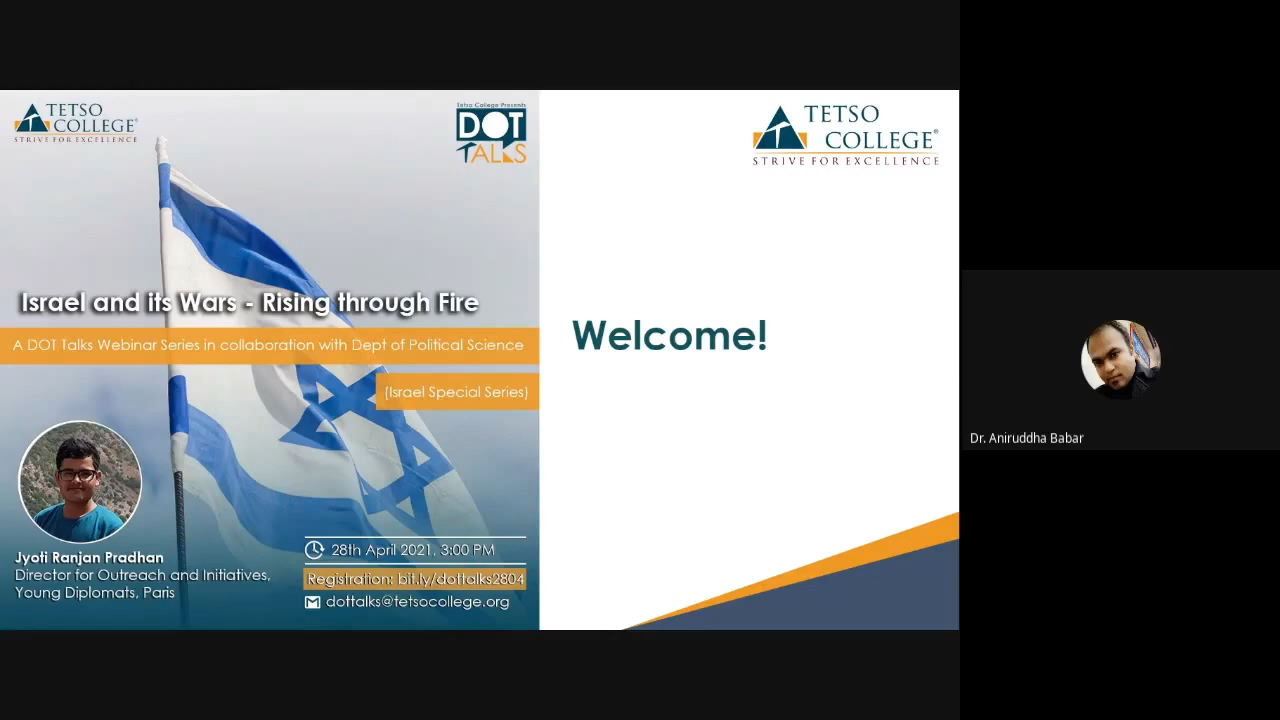 TETSO
COLLEGE®
STRIVE FOR EXCELLENCE
Tetso College Presents
DOT
TALKS
Israel and its Wars - Rising through Fire
A DOT Talks Webinar Series in collaboration with Dept of Political Science
(Israel Special Series)
Jyoti Ranjan Pradhan
Director for Outreach and Initiatives,
Young Diplomats, Paris
28th April 2021, 3:00 PM
Registration: bit.ly/dottalks2804
dottalks@tetsocollege.org
TETSO
COLLEGE®
STRIVE FOR EXCELLENCE
Welcome!
Dr. Aniruddha Babar